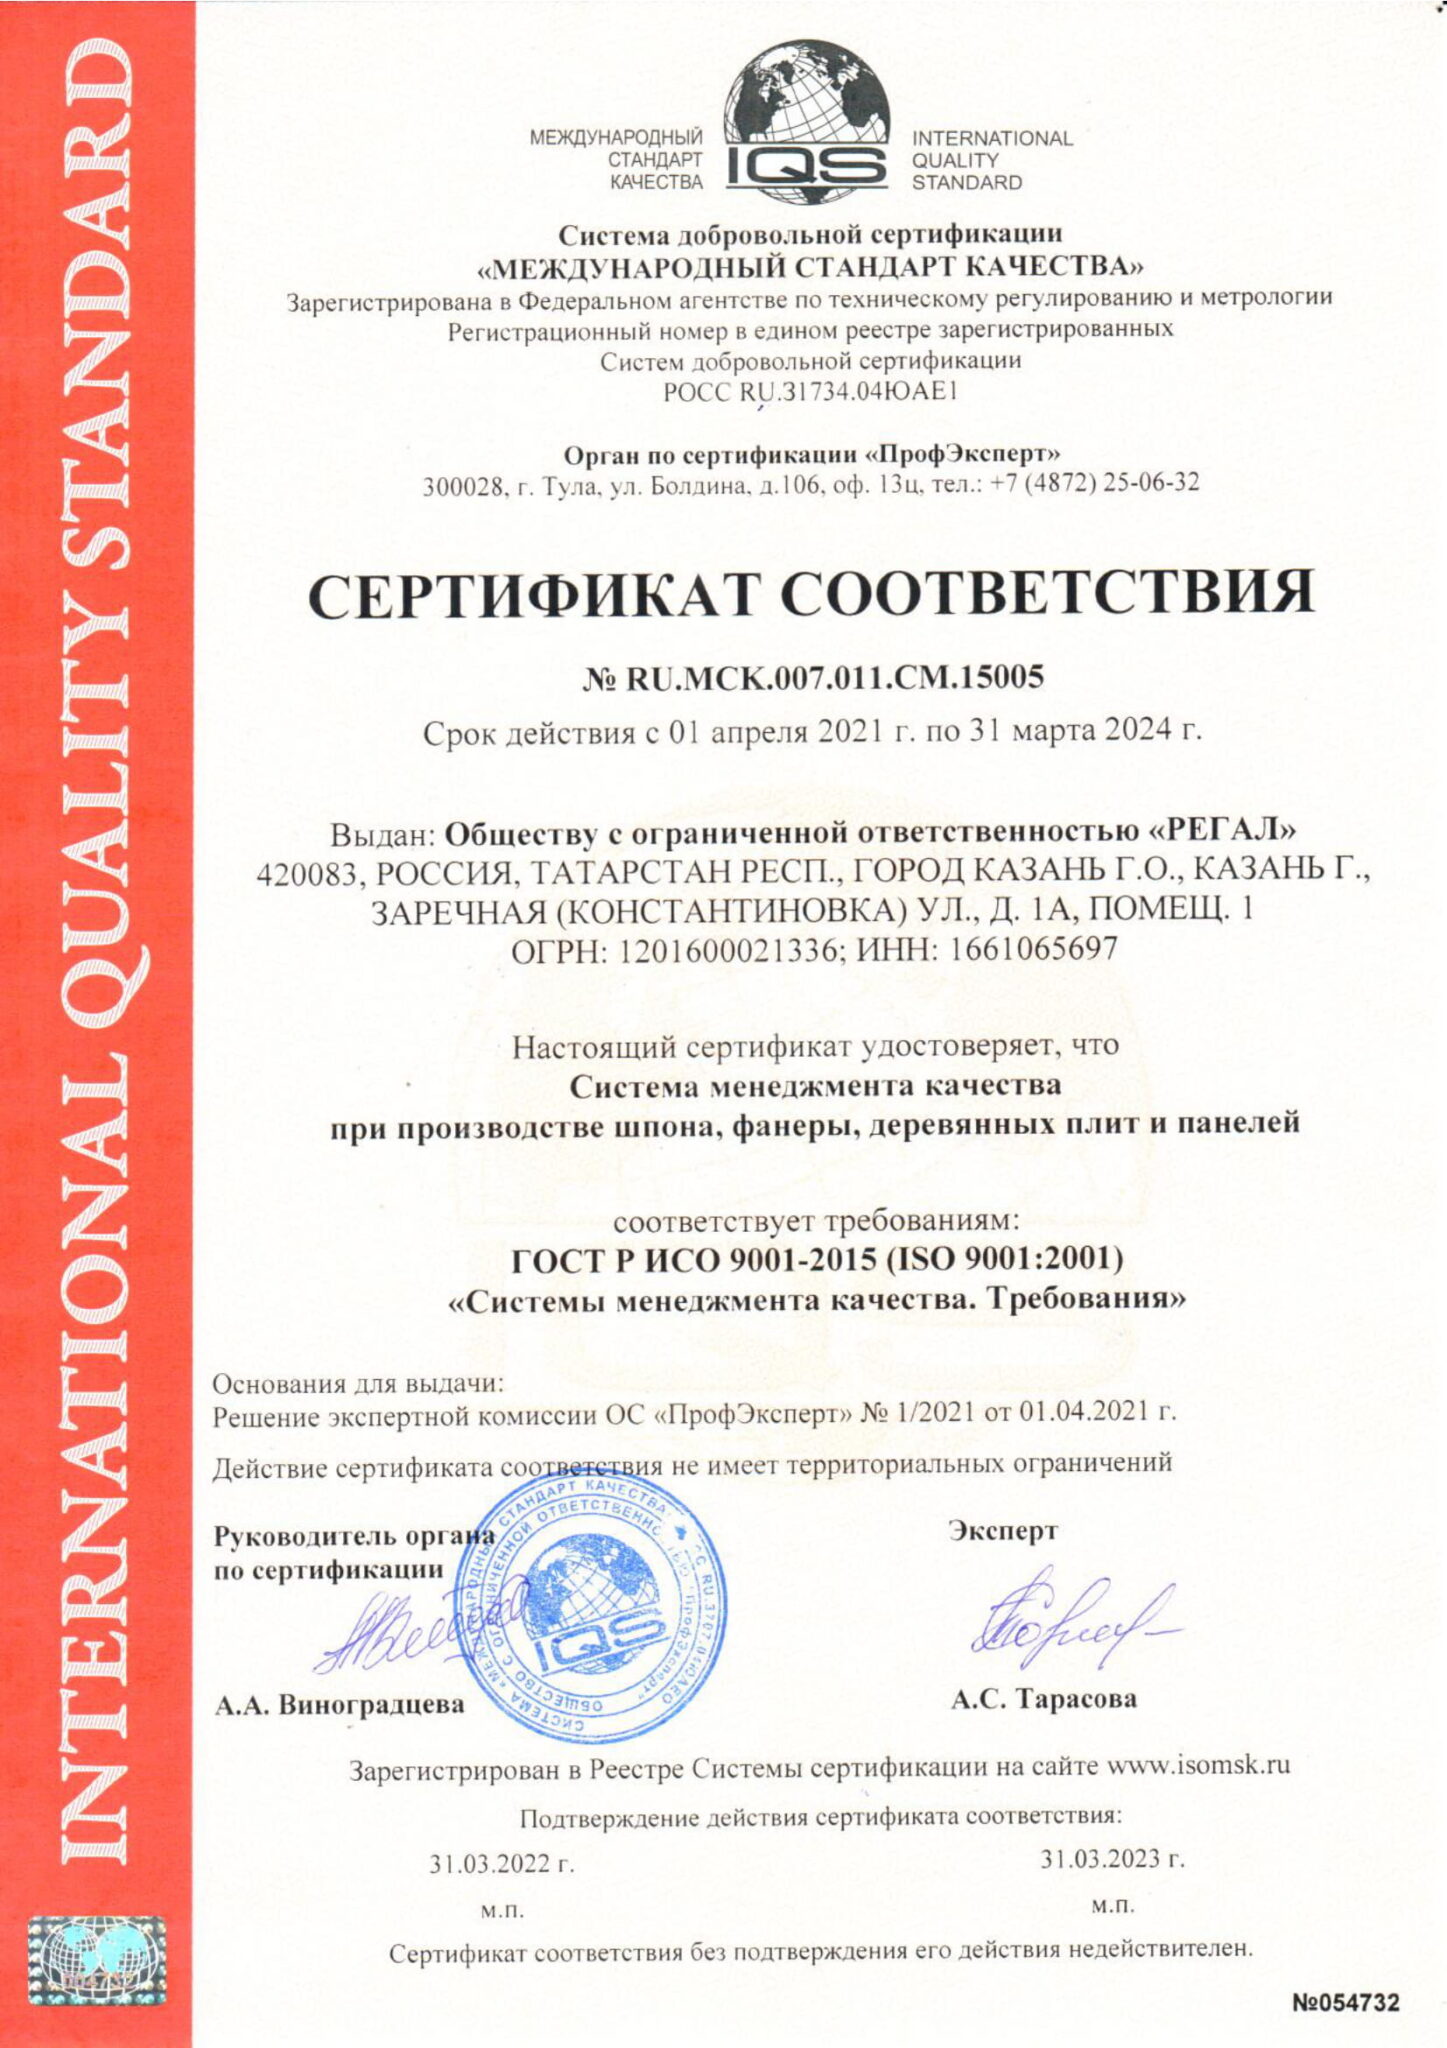 INTERNATIONAL QUALITY STANDARD
МЕЖДУНАРОДНЫЙ
СТАНДАРТ
КАЧЕСТВА
IQS
INTERNATIONAL
QUALITY
STANDARD
Система добровольной сертификации
«МЕЖДУНАРОДНЫЙ СТАНДАРТ КАЧЕСТВА»
Зарегистрирована в Федеральном агентстве по техническому регулированию и метрологии
Регистрационный номер в едином реестре зарегистрированных
Систем добровольной сертификации
РОСС RU.31734.04ЮАЕ1
Орган по сертификации «ПрофЭксперт»
300028, г. Тула, ул. Болдина, д.106, оф. 13ц, тел.: +7 (4872) 25-06-32
СЕРТИФИКАТ СООТВЕТСТВИЯ
№ RU.МСК.007.011.СМ.15005
Срок действия с 01 апреля 2021 г. по 31 марта 2024 г.
Выдан: Обществу с ограниченной ответственностью «РЕГАЛ»
420083, РОССИЯ, ТАТАРСТАН РЕСП., ГОРОД КАЗАНЬ Г.О., КАЗАНЬ Г.,
ЗАРЕЧНАЯ (КОНСТАНТИНОВКА) УЛ., Д. 1А, ПОМЕЩ. 1
ОГРН: 1201600021336; ИНН: 1661065697
Настоящий сертификат удостоверяет, что
Система менеджмента качества
при производстве шпона, фанеры, деревянных плит и панелей
соответствует требованиям:
ГОСТ Р ИСО 9001-2015 (ISO 9001:2001)
«Системы менеджмента качества. Требования»
Основания для выдачи:
Решение экспертной комиссии ОС «ПрофЭксперт» № 1/2021 от 01.04.2021 г.
Действие сертификата соответствия не имеет территориальных ограничений
Руководитель органа
по сертификации
Эксперт
СИСТЕМА «МЕЖДУНАРОДНЫЙ СТАНДАРТ КАЧЕСТВА
ОБЩЕСТВО С ОГРАНИЧЕННОЙ ОТВЕТСТВЕННОСТЬЮ "ПрофЭксперт"
IQS
А.А. Виноградцева
А.С. Тарасова
Зарегистрирован в Реестре Системы сертификации на сайте www.isomsk.ru
Подтверждение действия сертификата соответствия:
31.03.2022 г.
31.03.2023 г.
м.п.
м.п.
Сертификат соответствия без подтверждения его действия недействителен.
№054732